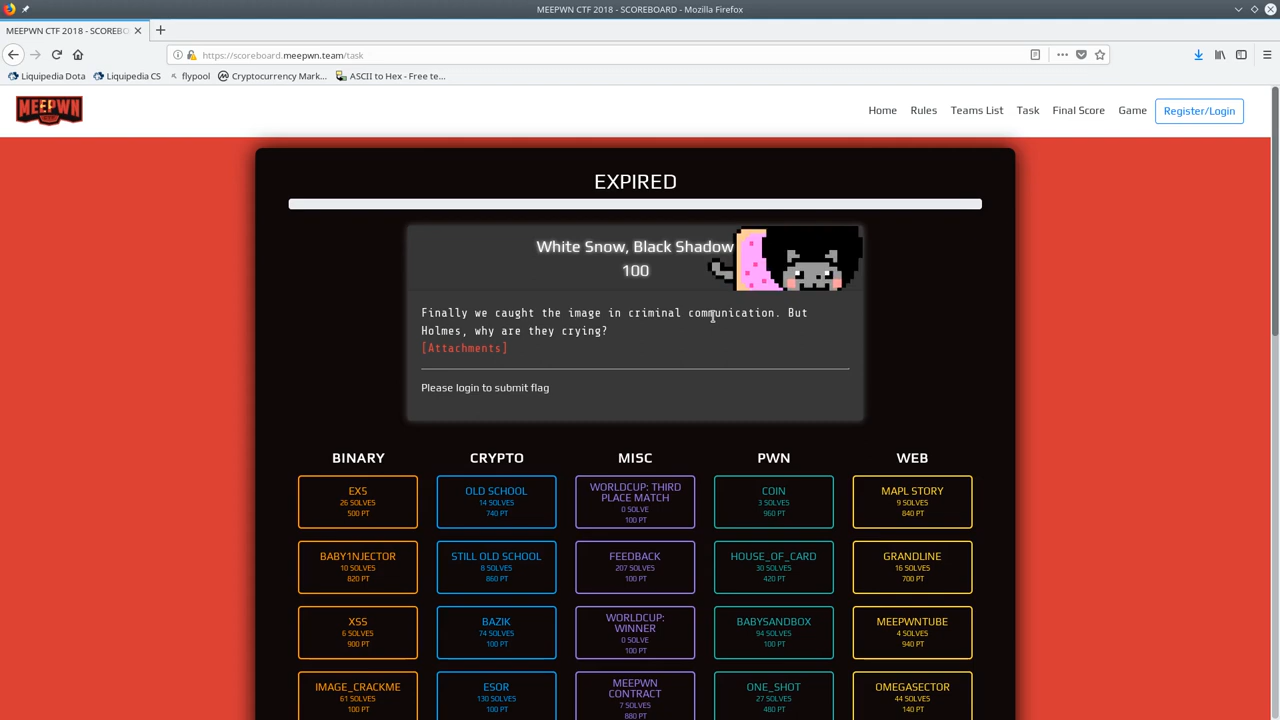 MEEPWN CTF 2018 - SCOREBOARD - Mozilla Firefox
MEEPWN CTF 2018 - SCOREBO
https://scoreboard.meepwn.team/task
Liquipedia Dota
Liquipedia CS
flypool
Cryptocurrency Mark...
ASCII to Hex - Free te...
MEEPWN
Home
Rules
Teams List
Task
Final Score
Game
Register/Login
EXPIRED
White Snow, Black Shadow
100
Finally we caught the image in criminal communication. But
Holmes, why are they crying?
[Attachments]
Please login to submit flag
BINARY
CRYPTO
MISC
PWN
WEB
EX5
26 SOLVES
500 PT
OLD SCHOOL
14 SOLVES
740 PT
WORLDCUP: THIRD
PLACE MATCH
0 SOLVE
100 PT
COIN
3 SOLVES
960 PT
MAPL STORY
9 SOLVES
840 PT
BABY1NJECTOR
10 SOLVES
820 PT
STILL OLD SCHOOL
8 SOLVES
860 PT
FEEDBACK
207 SOLVES
100 PT
HOUSE_OF_CARD
30 SOLVES
420 PT
GRANDLINE
16 SOLVES
700 PT
XSS
6 SOLVES
900 PT
BAZIK
74 SOLVES
100 PT
WORLDCUP:
WINNER
0 SOLVE
100 PT
BABYSANDBOX
94 SOLVES
100 PT
MEEPWNTUBE
4 SOLVES
940 PT
IMAGE_CRACKME
61 SOLVES
100 PT
ESOR
130 SOLVES
100 PT
MEEPWN
CONTRACT
7 SOLVES
880 PT
ONE_SHOT
27 SOLVES
480 PT
OMEGASECTOR
44 SOLVES
140 PT